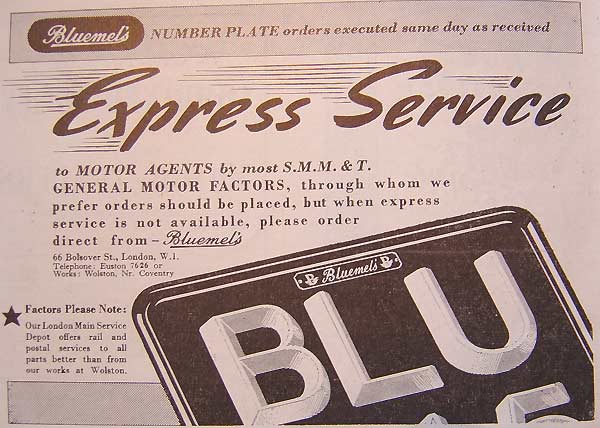 Bluemel's NUMBER PLATE orders executed same day as received
Express Service
to MOTOR AGENTS by most S.M.M. & T.
GENERAL MOTOR FACTORS, through whom we
prefer orders should be placed, but when express
service is not available, please order
direct from – Bluemel's
66 Bolsover St., London, W.1.
Telephone: Euston 7626 or
Works: Wolston, Nr. Coventry
Factors Please Note:
Our London Main Service
Depot offers rail and
postal services to all
parts better than from
our works at Wolston.
Bluemel's
BLU